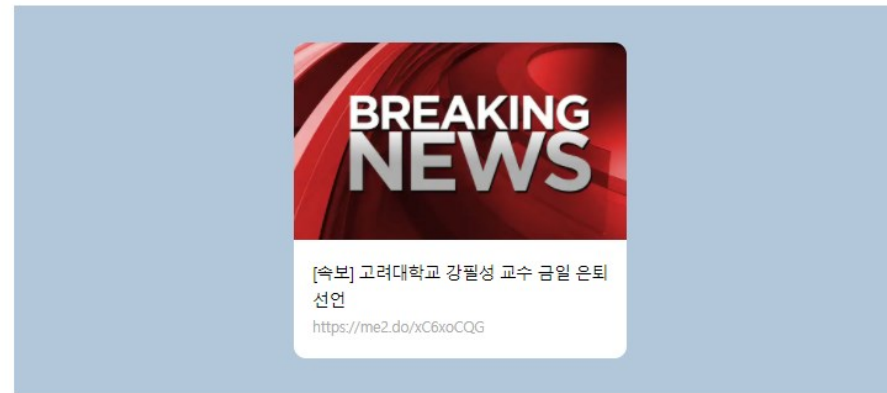 BREAKING
NEWS
[속보] 고려대학교 강필성 교수 금일 은퇴
선언
https://me2.do/xC6xoCQG